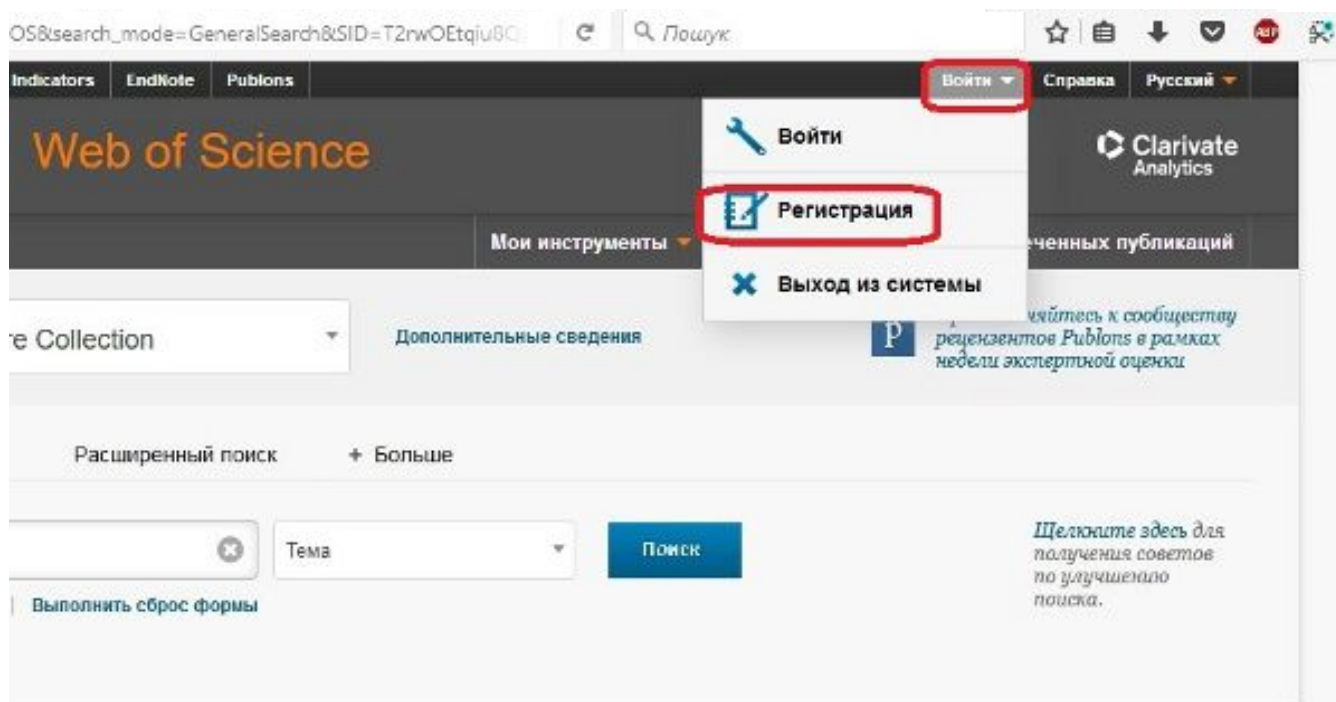 OS&search_mode=GeneralSearch&SID=T2rwOEtqiu8 Пошук ABP
Indicators EndNote Publons Войти Справка Русский
Web of Science
Войти
Clarivate
Analytics
Регистрация
Мои инструменты ченных публикаций
Выход из системы
e Collection
Дополнительные сведения
P няйтесь к сообществу
рецензентов Publons в рамках
недели экспертной оценки
Расширенный поиск + Больше
Тема Поиск
Щелкните здесь для
получения советов
по улучшению
поиска.
| Выполнить сброс формы